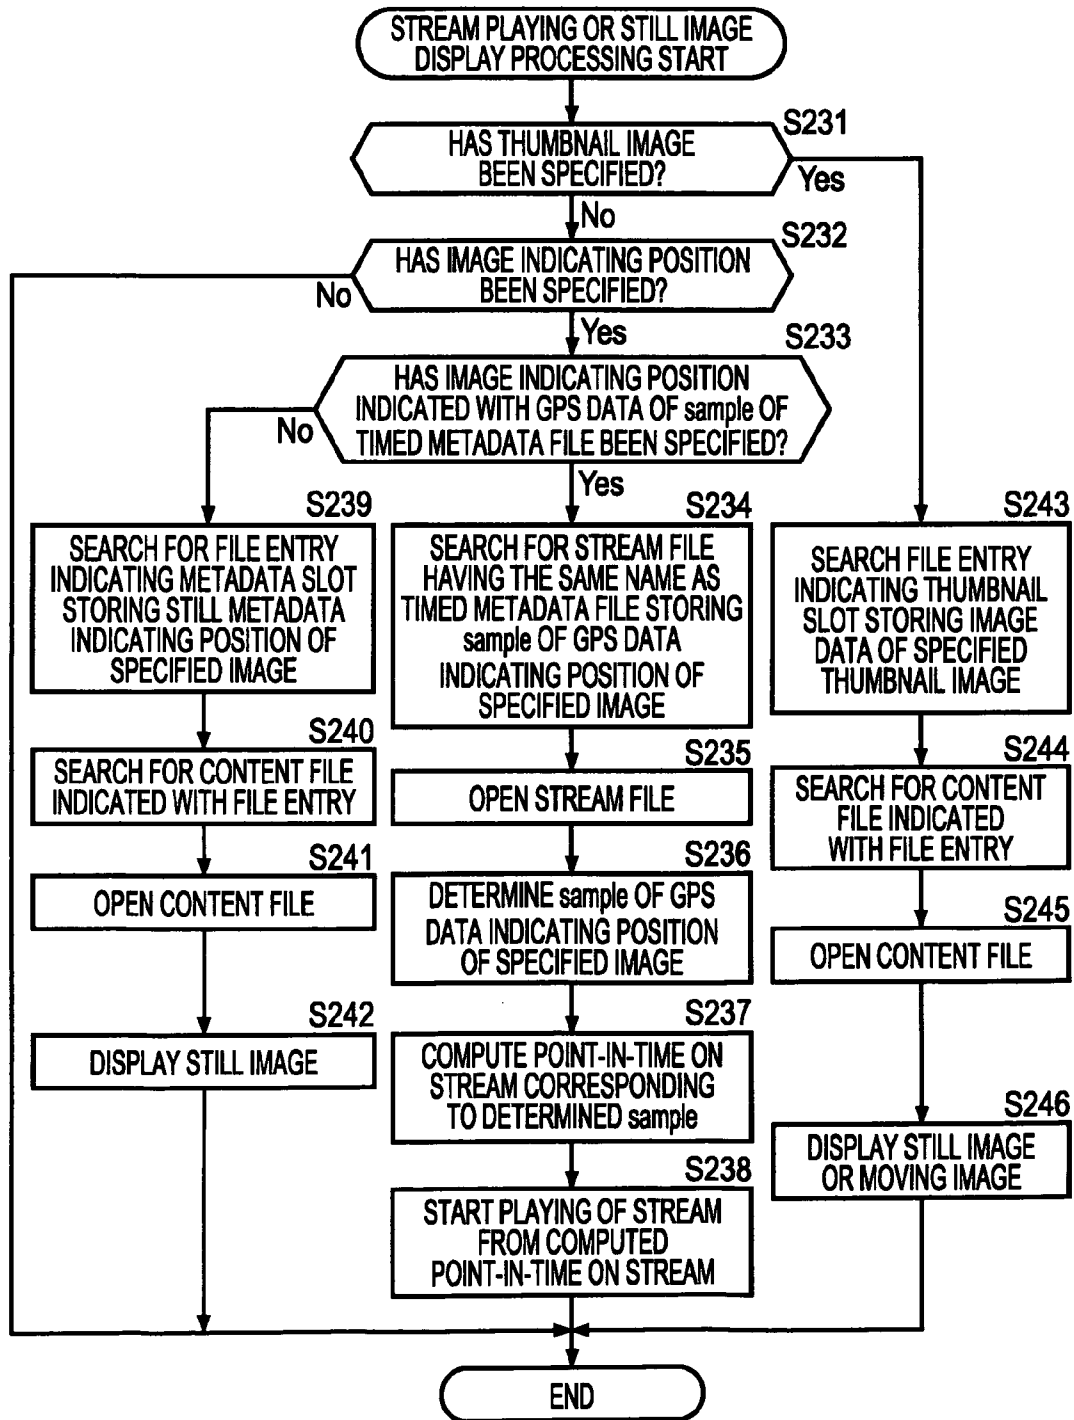 STREAM PLAYING OR STILL IMAGE
DISPLAY PROCESSING START
S231
HAS THUMBNAIL IMAGE
BEEN SPECIFIED?
Yes
No
S232
HAS IMAGE INDICATING POSITION
BEEN SPECIFIED?
No
Yes
S233
HAS IMAGE INDICATING POSITION
INDICATED WITH GPS DATA OF sample OF
TIMED METADATA FILE BEEN SPECIFIED?
No
Yes
S239
SEARCH FOR FILE ENTRY
INDICATING METADATA SLOT
STORING STILL METADATA
INDICATING POSITION OF
SPECIFIED IMAGE
S240
SEARCH FOR CONTENT FILE
INDICATED WITH FILE ENTRY
S241
OPEN CONTENT FILE
S242
DISPLAY STILL IMAGE
S234
SEARCH FOR STREAM FILE
HAVING THE SAME NAME AS
TIMED METADATA FILE STORING
sample OF GPS DATA
INDICATING POSITION OF
SPECIFIED IMAGE
S235
OPEN STREAM FILE
S236
DETERMINE sample OF GPS
DATA INDICATING POSITION
OF SPECIFIED IMAGE
S237
COMPUTE POINT-IN-TIME ON
STREAM CORRESPONDING
TO DETERMINED sample
S238
START PLAYING OF STREAM
FROM COMPUTED
POINT-IN-TIME ON STREAM
S243
SEARCH FILE ENTRY
INDICATING THUMBNAIL
SLOT STORING IMAGE
DATA OF SPECIFIED
THUMBNAIL IMAGE
S244
SEARCH FOR CONTENT
FILE INDICATED
WITH FILE ENTRY
S245
OPEN CONTENT FILE
S246
DISPLAY STILL IMAGE
OR MOVING IMAGE
END